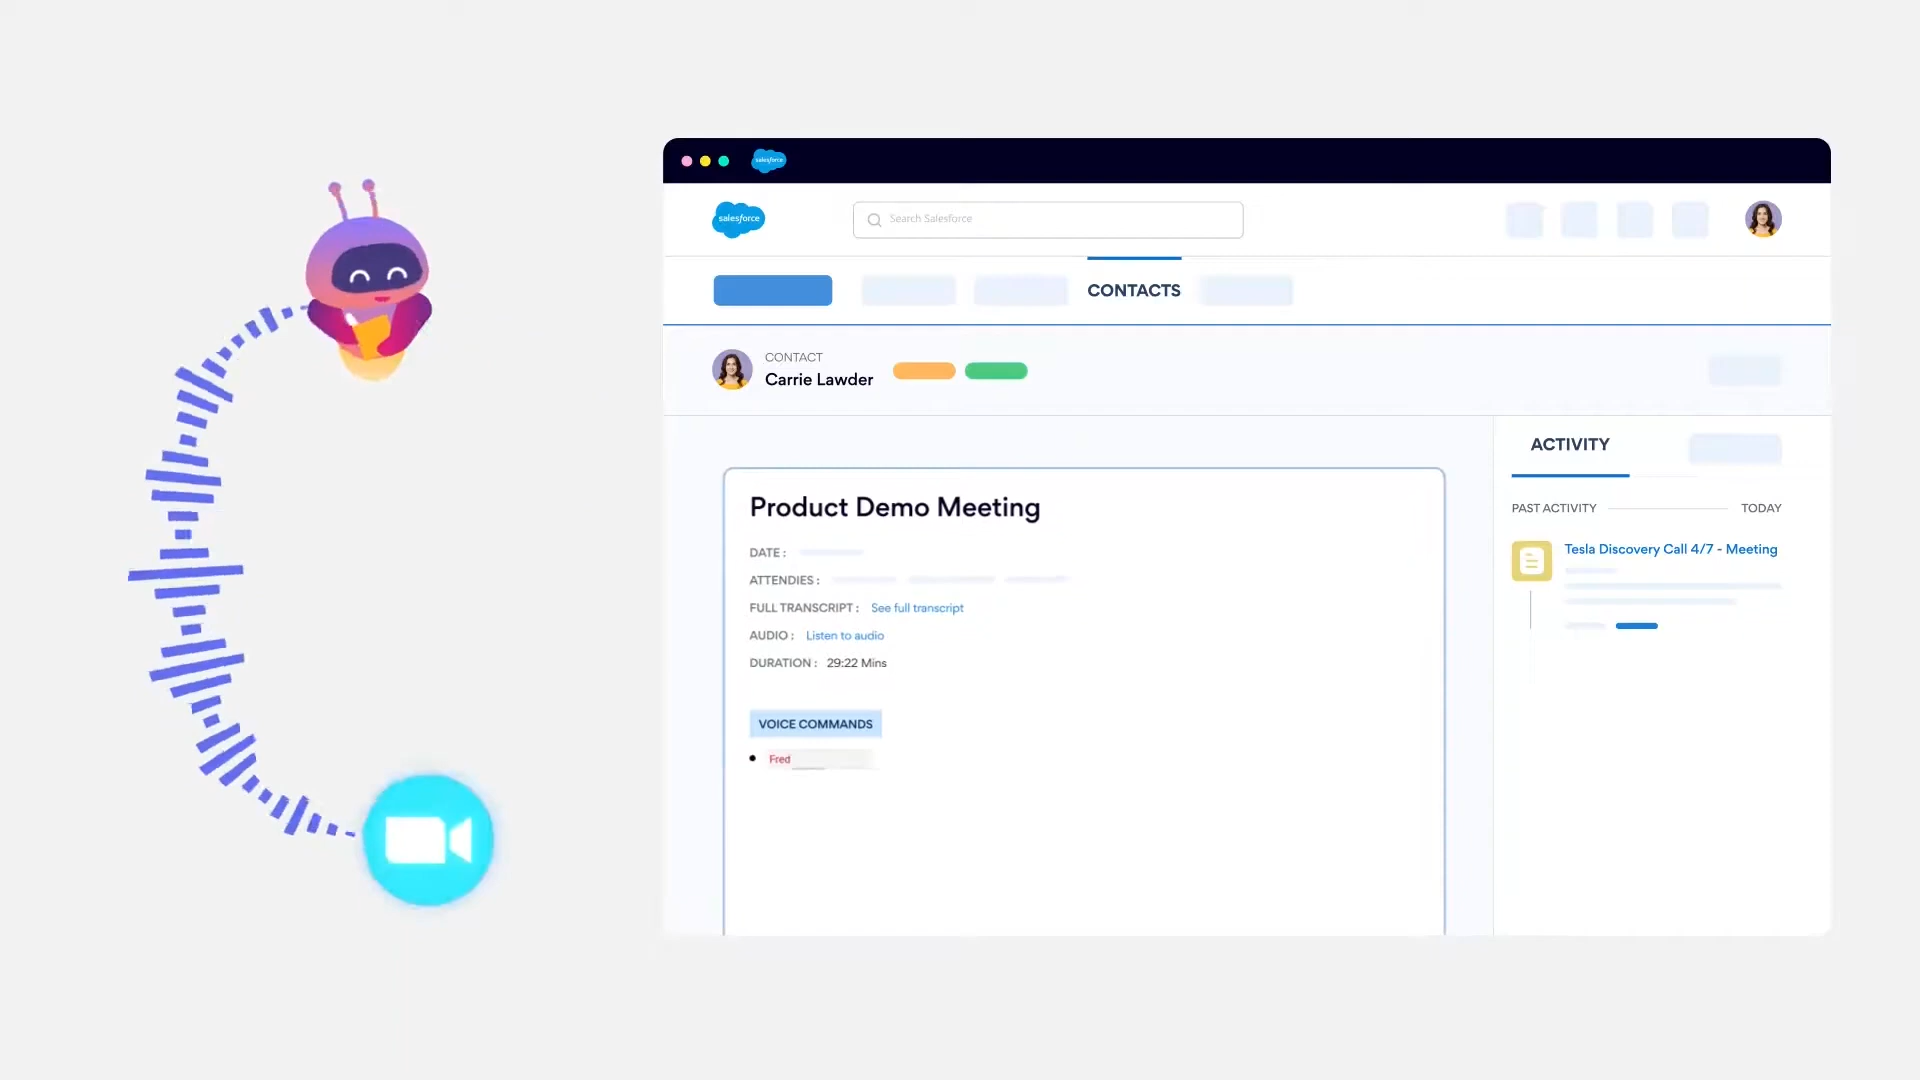 salesforce
salesforce
Search Salesforce
CONTACTS
CONTACT
Carrie Lawder
ACTIVITY
PAST ACTIVITY
TODAY
Tesla Discovery Call 4/7 - Meeting
Product Demo Meeting
DATE :
ATTENDIES :
FULL TRANSCRIPT : See full transcript
AUDIO : Listen to audio
DURATION : 29:22 Mins
VOICE COMMANDS
Fred